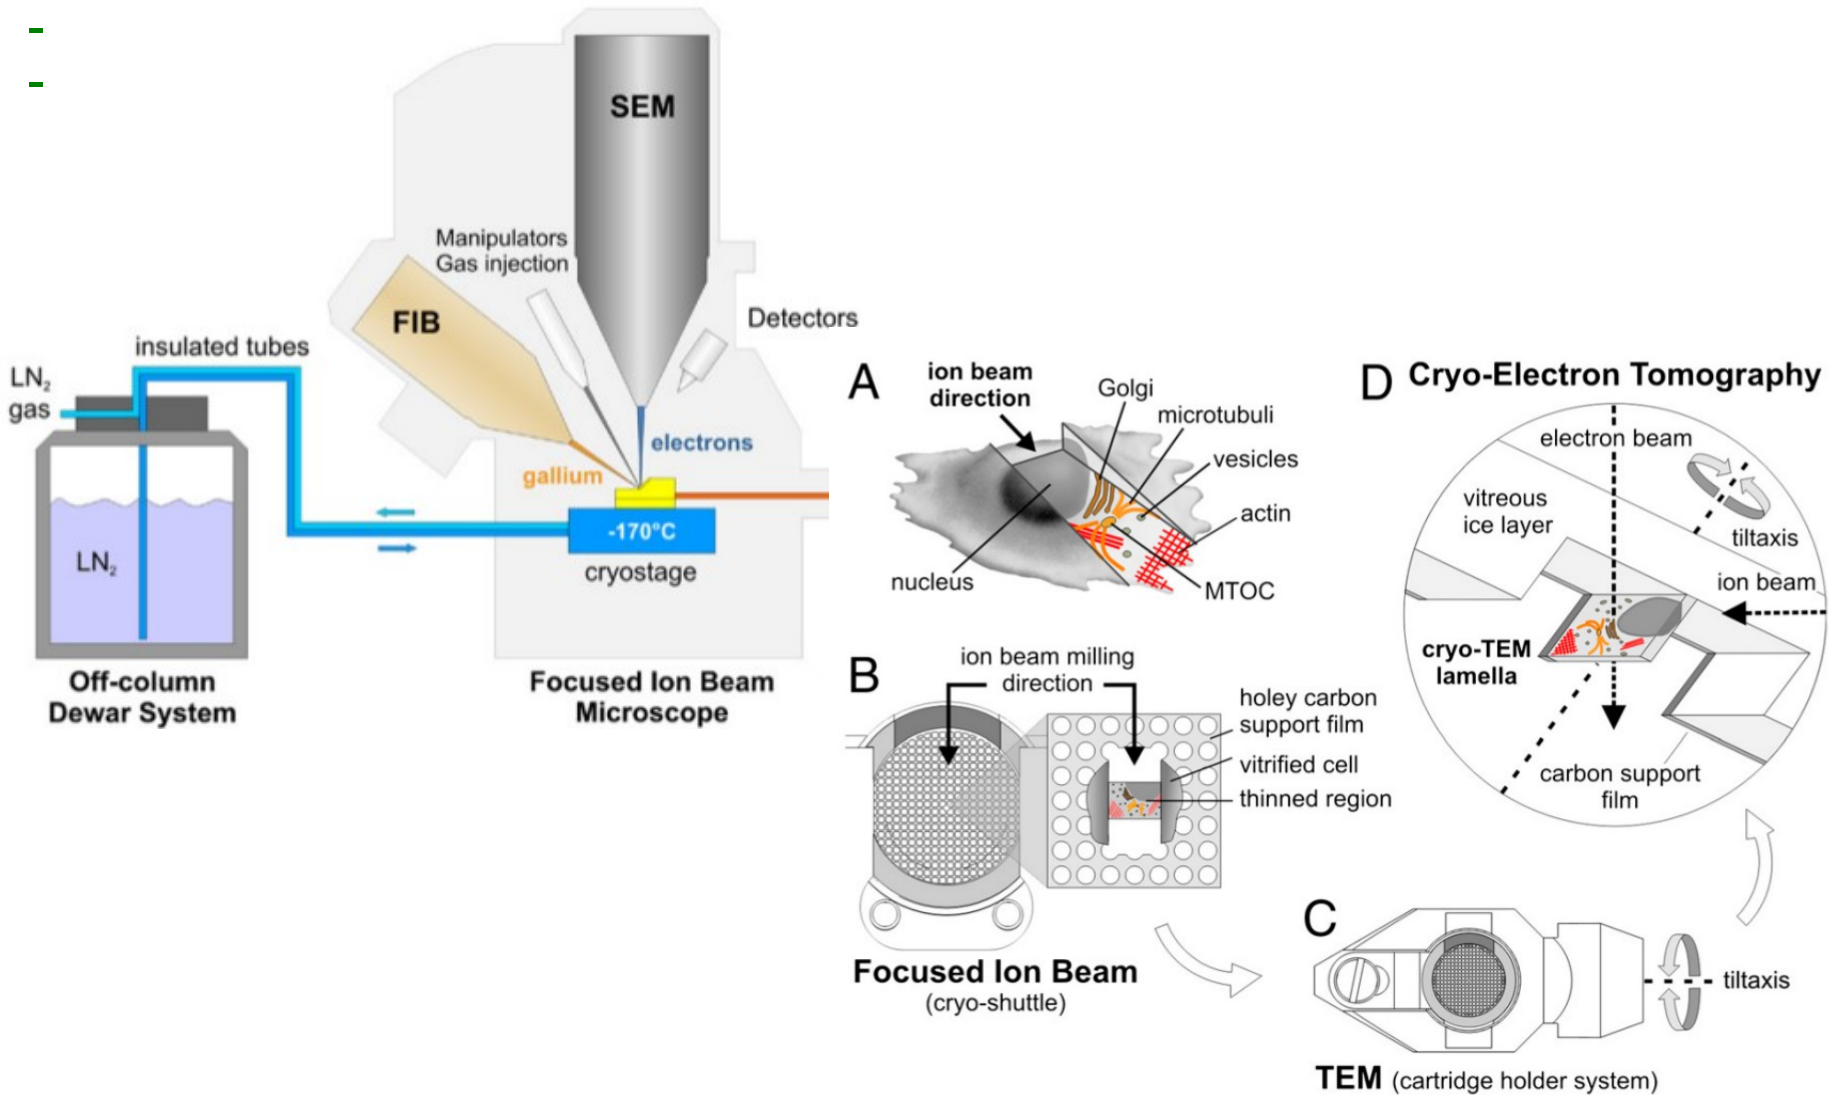 -
-
SEM
Manipulators
Gas injection
FIB
Detectors
insulated tubes
LN₂
gas
electrons
gallium
LN₂
-170°C
cryostage
Off-column
Dewar System
Focused Ion Beam
Microscope
A
ion beam
direction
Golgi
microtubuli
vesicles
actin
nucleus
MTOC
B
ion beam milling
direction
holey carbon
support film
vitrified cell
thinned region
Focused Ion Beam
(cryo-shuttle)
C
tiltaxis
TEM (cartridge holder system)
D
Cryo-Electron Tomography
electron beam
vitreous
ice layer
tiltaxis
ion beam
cryo-TEM
lamella
carbon support
film